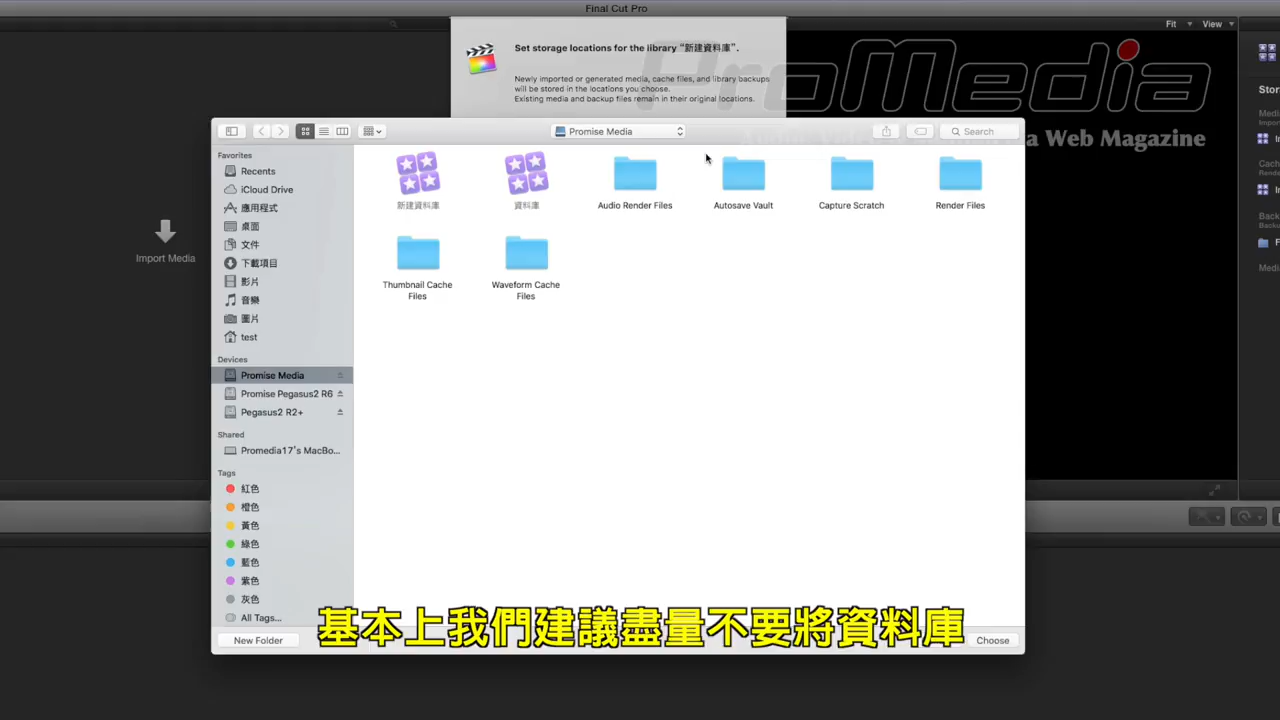 Final Cut Pro
Fit
View
Set storage locations for the library “新建資料庫”.
Newly imported or generated media, cache files, and library backups
will be stored in the locations you choose.
Existing media and backup files remain in their original locations.
ProMedia
Web Magazine
Promise Media
Search
Favorites
Recents
iCloud Drive
應用程式
桌面
文件
下載項目
影片
音樂
圖片
test
Devices
Promise Media
Promise Pegasus2 R6
Pegasus2 R2+
Shared
Promedia17's MacBo...
Tags
紅色
橙色
黃色
綠色
藍色
紫色
灰色
All Tags...
新建資料庫
資料庫
Audio Render Files
Autosave Vault
Capture Scratch
Render Files
Thumbnail Cache
Files
Waveform Cache
Files
Import Media
New Folder
Choose
基本上我們建議盡量不要將資料庫